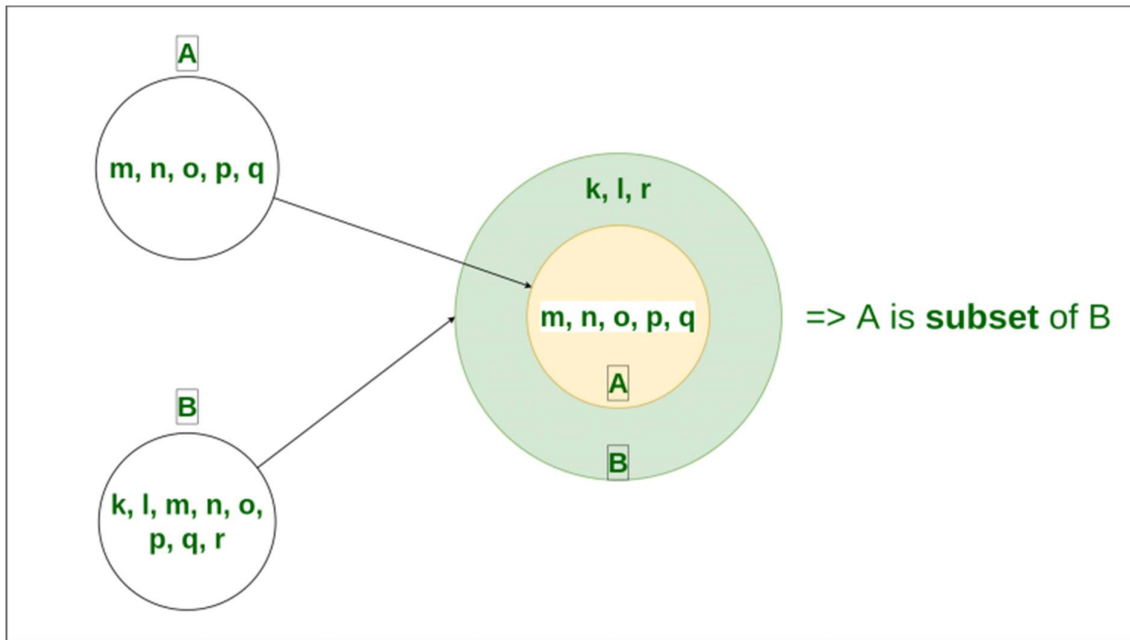 A
m, n, o, p, q
B
k, l, m, n, o,
p, q, r
k, l, r
m, n, o, p, q
A
B
=> A is subset of B